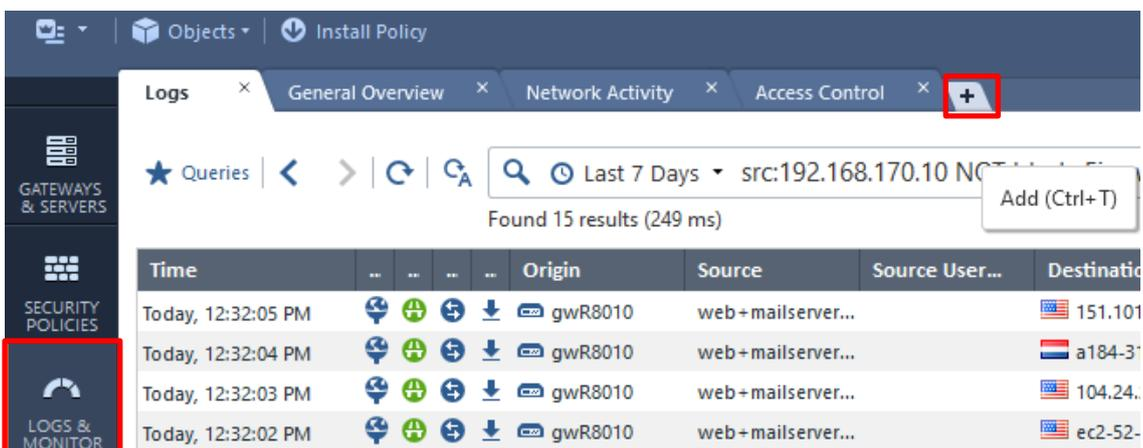 Objects Install Policy
Logs General Overview Network Activity Access Control +
GATEWAYS
& SERVERS
Queries Last 7 Days src:192.168.170.10 NOT
Add (Ctrl+T)
Found 15 results (249 ms)
Time ... ... ... ... Origin Source Source User... Destinatio
SECURITY
POLICIES
Today, 12:32:05 PM gwR8010 web+mailserver... 151.101
Today, 12:32:04 PM gwR8010 web+mailserver... a184-31
Today, 12:32:03 PM gwR8010 web+mailserver... 104.24.
Today, 12:32:02 PM gwR8010 web+mailserver... ec2-52-
LOGS &
MONITOR